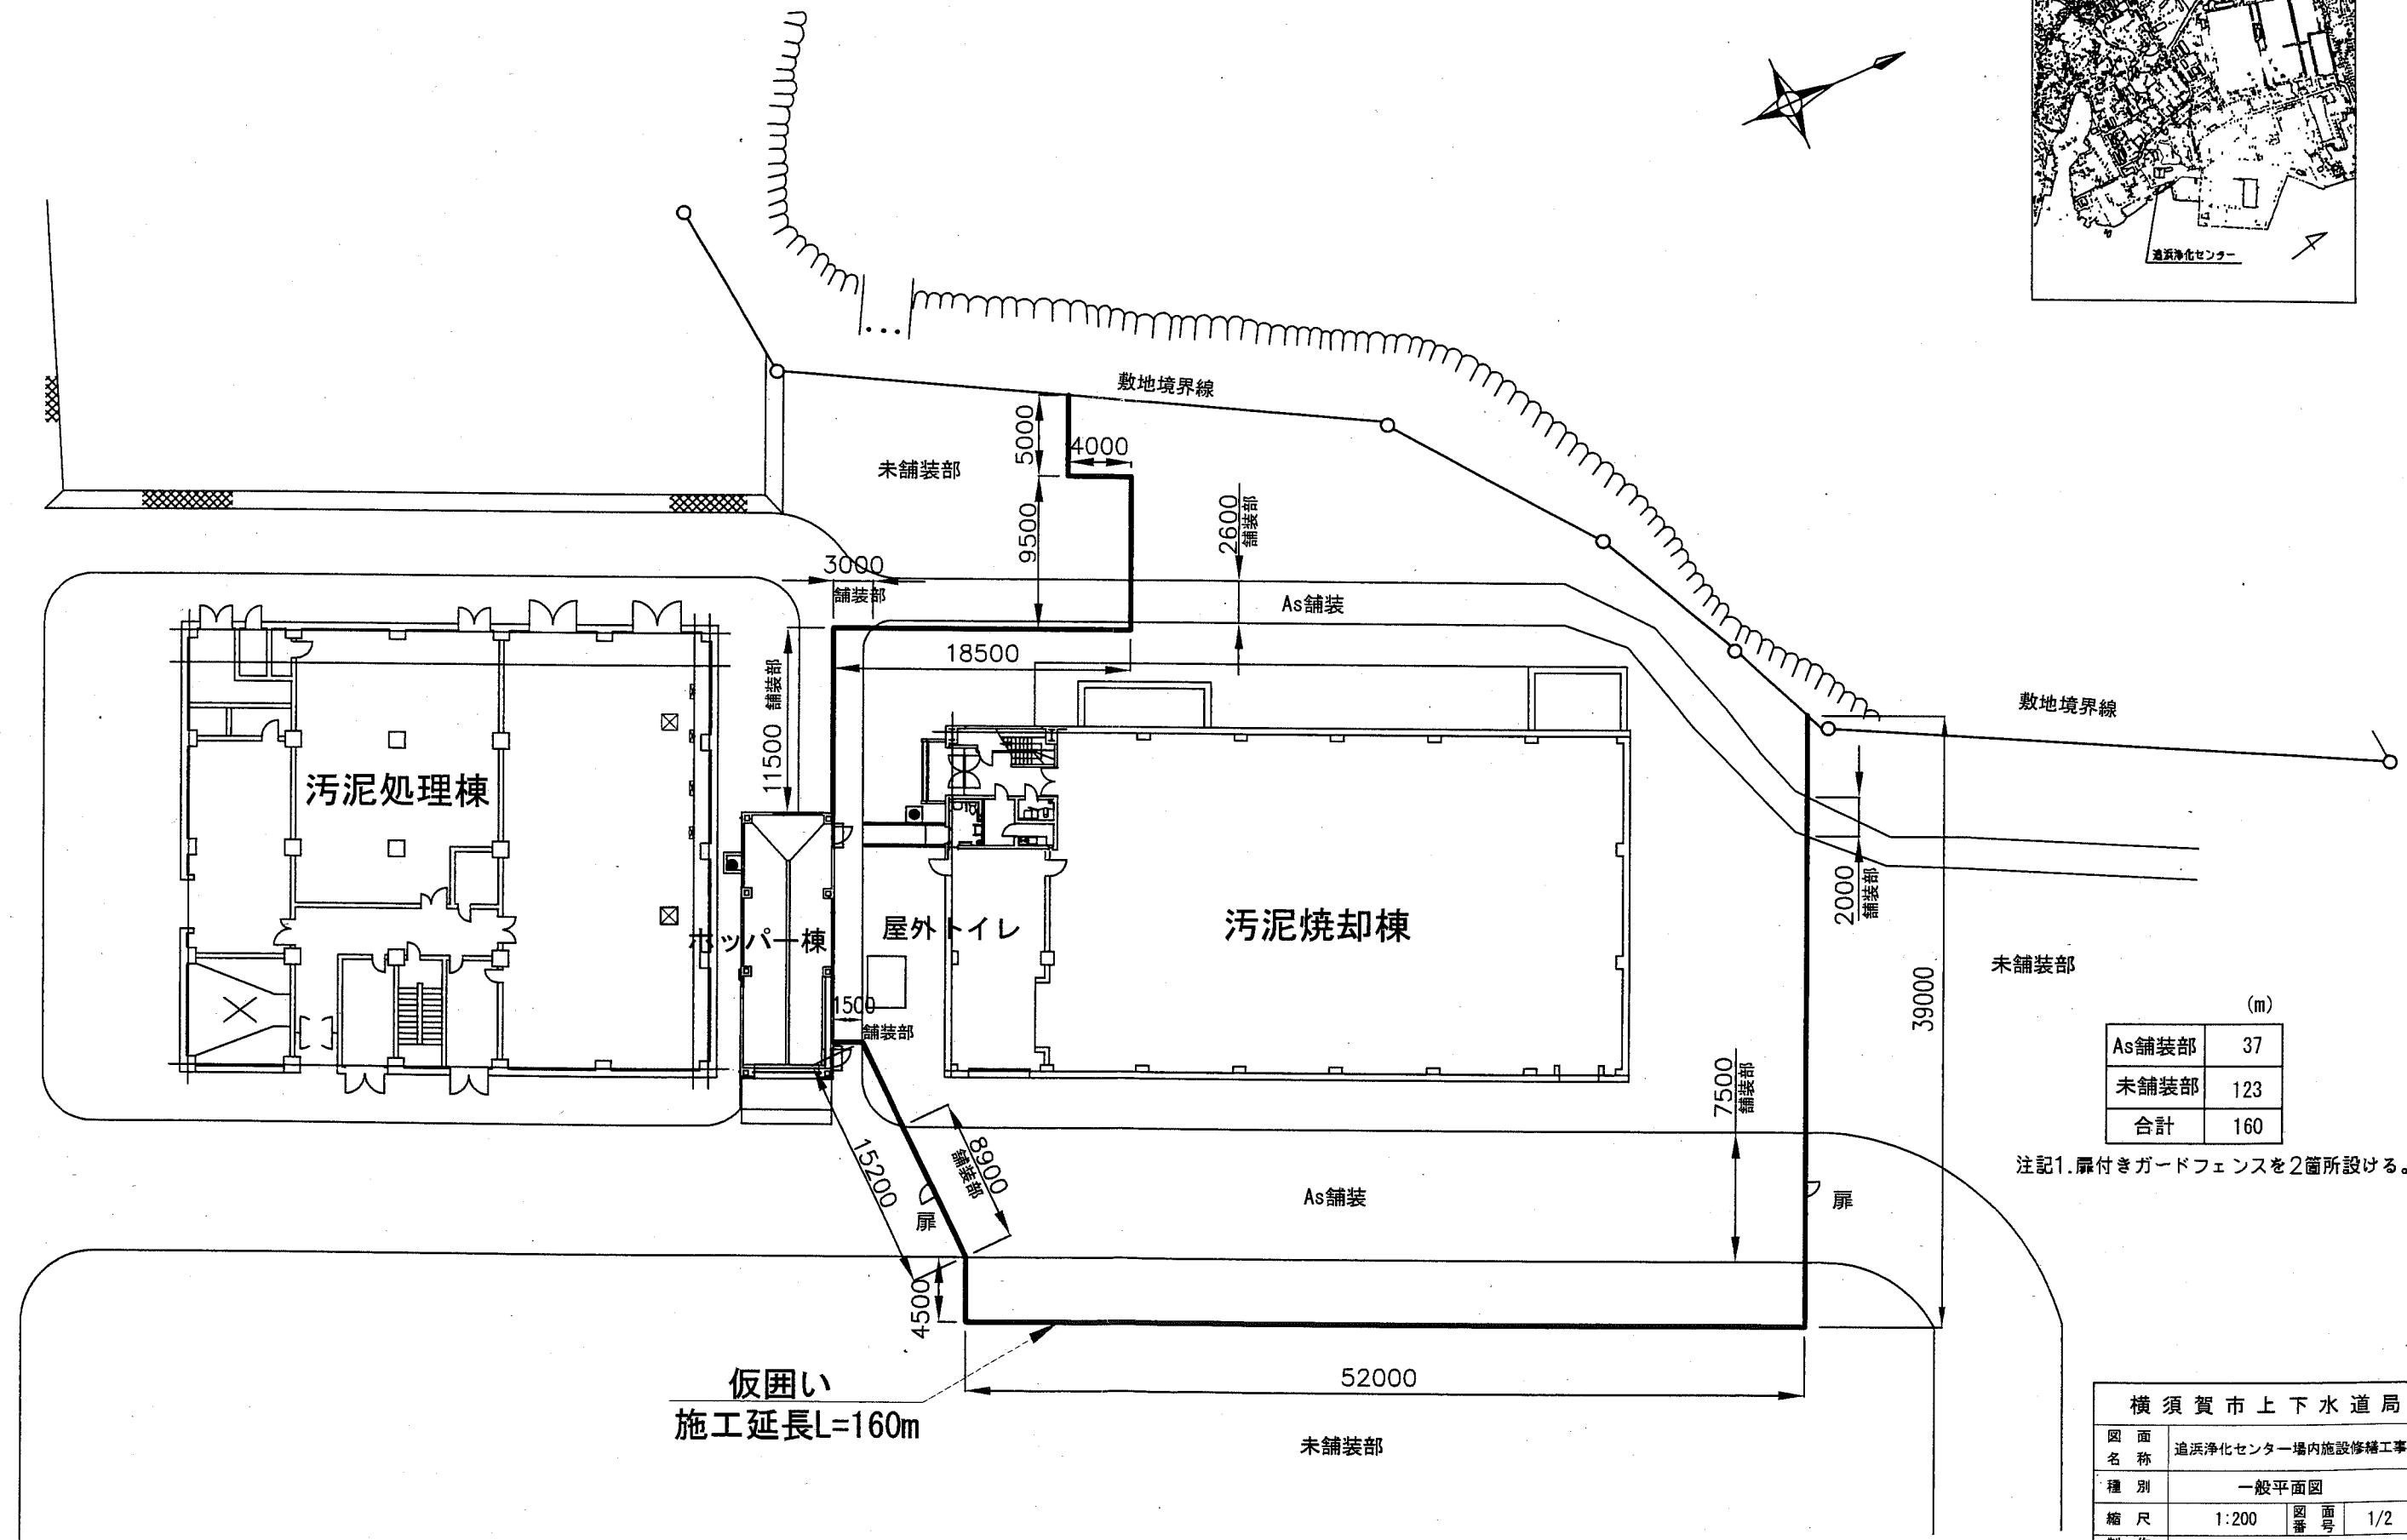 追浜浄化センター
敷地境界線
5000
4000
未舗装部
9500
2600
舗装部
3000
舗装部
As舗装
18500
11500 舗装部
敷地境界線
汚泥処理棟
ホッパー棟
屋外トイレ
汚泥焼却棟
2000
舗装部
未舗装部
1500
舗装部
39000
(m)
As舗装部 37
未舗装部 123
合計 160
注記1.扉付きガードフェンスを2箇所設ける。
7500
舗装部
15200
8900
舗装部
扉
As舗装
扉
4500
52000
仮囲い
施工延長L=160m
未舗装部
横須賀市上下水道局
図面名称 追浜浄化センター場内施設修繕工事
種別 一般平面図
縮尺 1:200 図面番号 1/2